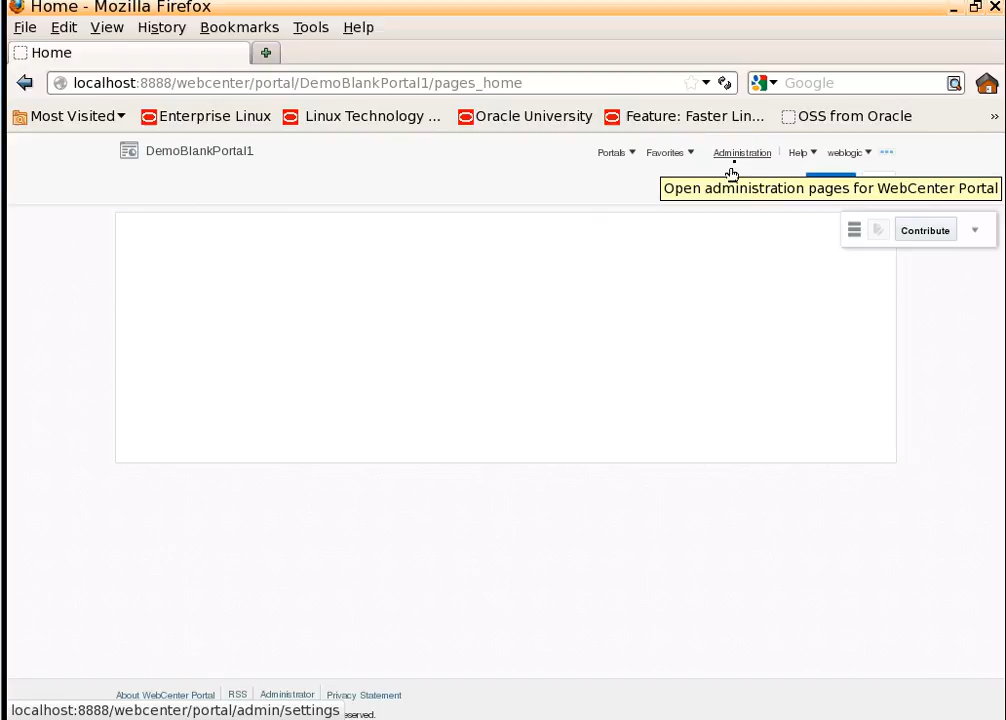 Home - Mozilla Firefox
File Edit View History Bookmarks Tools Help
Home
localhost:8888/webcenter/portal/DemoBlankPortal1/pages_home
Google
Most Visited Enterprise Linux Linux Technology ... Oracle University Feature: Faster Lin... OSS from Oracle »
DemoBlankPortal1 Portals Favorites Administration Help weblogic
Open administration pages for WebCenter Portal
Contribute
About WebCenter Portal RSS Administrator Privacy Statement
localhost:8888/webcenter/portal/admin/settings